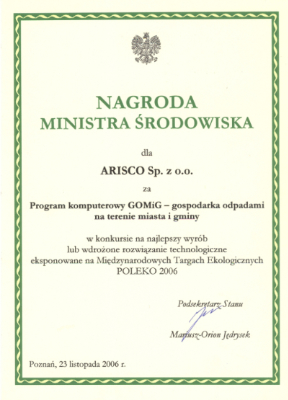 NAGRODA
MINISTRA ŚRODOWISKA
dla
ARISCO Sp. z o.o.
za
Program komputerowy GOMiG – gospodarka odpadami
na terenie miasta i gminy
w konkursie na najlepszy wyrób
lub wdrożone rozwiązanie technologiczne
eksponowane na Międzynarodowych Targach Ekologicznych
POLEKO 2006
Podsekretarz Stanu
Mariusz-Orion Jędrysek
Poznań, 23 listopada 2006 r.